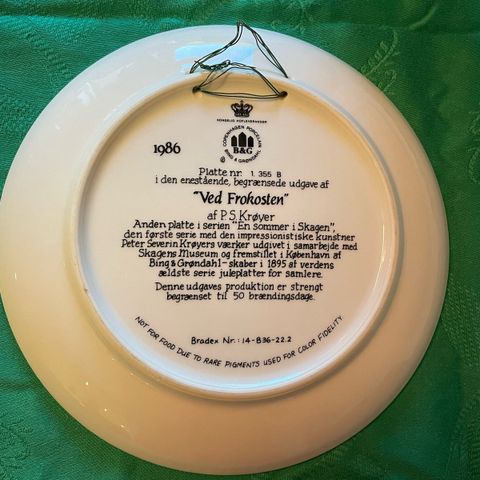 KONGELIG HOFLEVERANDØR
COPENHAGEN PORCELAIN
B&G
BING & GRØNDAHL
1986
Platte nr. 1.355 B
i den enestående, begrænsede udgave af
"Ved Frokosten"
af P.S. Krøyer
Anden platte i serien "En sommer i Skagen",
den første serie med den impressionistiske kunstner
Peter Severin Krøyers værker udgivet i samarbejde med
Skagens Museum og fremstillet i København af
Bing & Grøndahl-skaber i 1895 af verdens
ældste serie juleplatter for samlere.
Denne udgaves produktion er strengt
begrænset til 50 brændingsdage.
Bradex Nr.: 14-B36-22.2
NOT FOR FOOD DUE TO RARE PIGMENTS USED FOR COLOR FIDELITY.